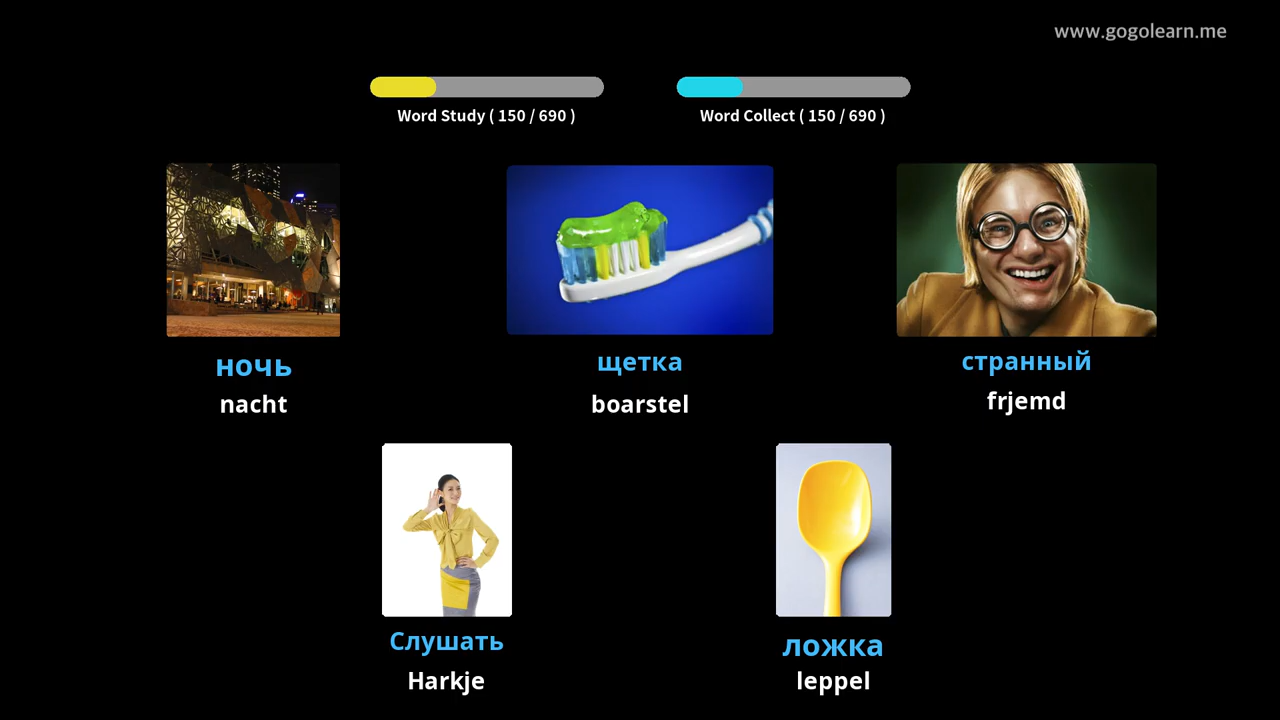 www.gogolearn.me
Word Study ( 150 / 690 )
Word Collect ( 150 / 690 )
ночь
nacht
щетка
boarstel
странный
frjemd
Слушать
Harkje
ложка
leppel